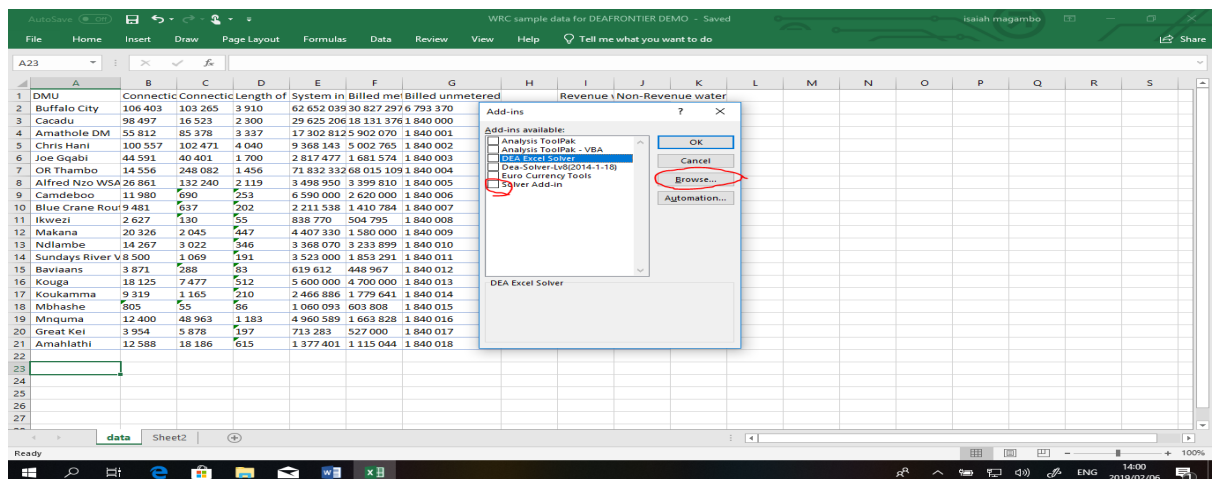 AutoSave Off WRC sample data for DEAFRONTIER DEMO - Saved isaiah magambo
File Home Insert Draw Page Layout Formulas Data Review View Help Tell me what you want to do Share
A23 fx
A B C D E F G H I J K L M N O P Q R S
1 DMU Connectic Connectic Length of System in Billed met Billed unmetered Revenue Non-Revenue water
2 Buffalo City 106 403 103 265 3 910 62 652 039 30 827 297 6 793 370
3 Cacadu 98 497 16 523 2 300 29 625 206 18 131 376 1 840 000
4 Amathole DM 55 812 85 378 3 337 17 302 812 5 902 070 1 840 001
5 Chris Hani 100 557 102 471 4 040 9 368 143 5 002 765 1 840 002
6 Joe Gqabi 44 591 40 401 1 700 2 817 477 1 681 574 1 840 003
7 OR Thambo 14 556 248 082 1 456 71 832 332 68 015 109 1 840 004
8 Alfred Nzo WSA 26 861 132 240 2 119 3 498 950 3 399 810 1 840 005
9 Camdeboo 11 980 690 253 6 590 000 2 620 000 1 840 006
10 Blue Crane Rou 9 481 637 202 2 211 538 1 410 784 1 840 007
11 Ikwezi 2 627 130 55 838 770 504 795 1 840 008
12 Makana 20 326 2 045 447 4 407 330 1 580 000 1 840 009
13 Ndlambe 14 267 3 022 346 3 368 070 3 233 899 1 840 010
14 Sundays River V 8 500 1 069 191 3 523 000 1 853 291 1 840 011
15 Baviaans 3 871 288 83 619 612 448 967 1 840 012
16 Kouga 18 125 7 477 512 5 600 000 4 700 000 1 840 013
17 Koukamma 9 319 1 165 210 2 466 886 1 779 641 1 840 014
18 Mbhashe 805 55 86 1 060 093 603 808 1 840 015
19 Mnquma 12 400 48 963 1 183 4 960 589 1 663 828 1 840 016
20 Great Kei 3 954 5 878 197 713 283 527 000 1 840 017
21 Amahlathi 12 588 18 186 615 1 377 401 1 115 044 1 840 018
22
23
24
25
26
27
Add-ins ? ×
Add-ins available:
Analysis ToolPak
Analysis ToolPak - VBA
DEA Excel Solver
Dea-Solver-Lv8(2014-1-18)
Euro Currency Tools
Solver Add-in
OK
Cancel
Browse...
Automation...
DEA Excel Solver
data Sheet2
Ready 100%
ENG 14:00
2019/02/06